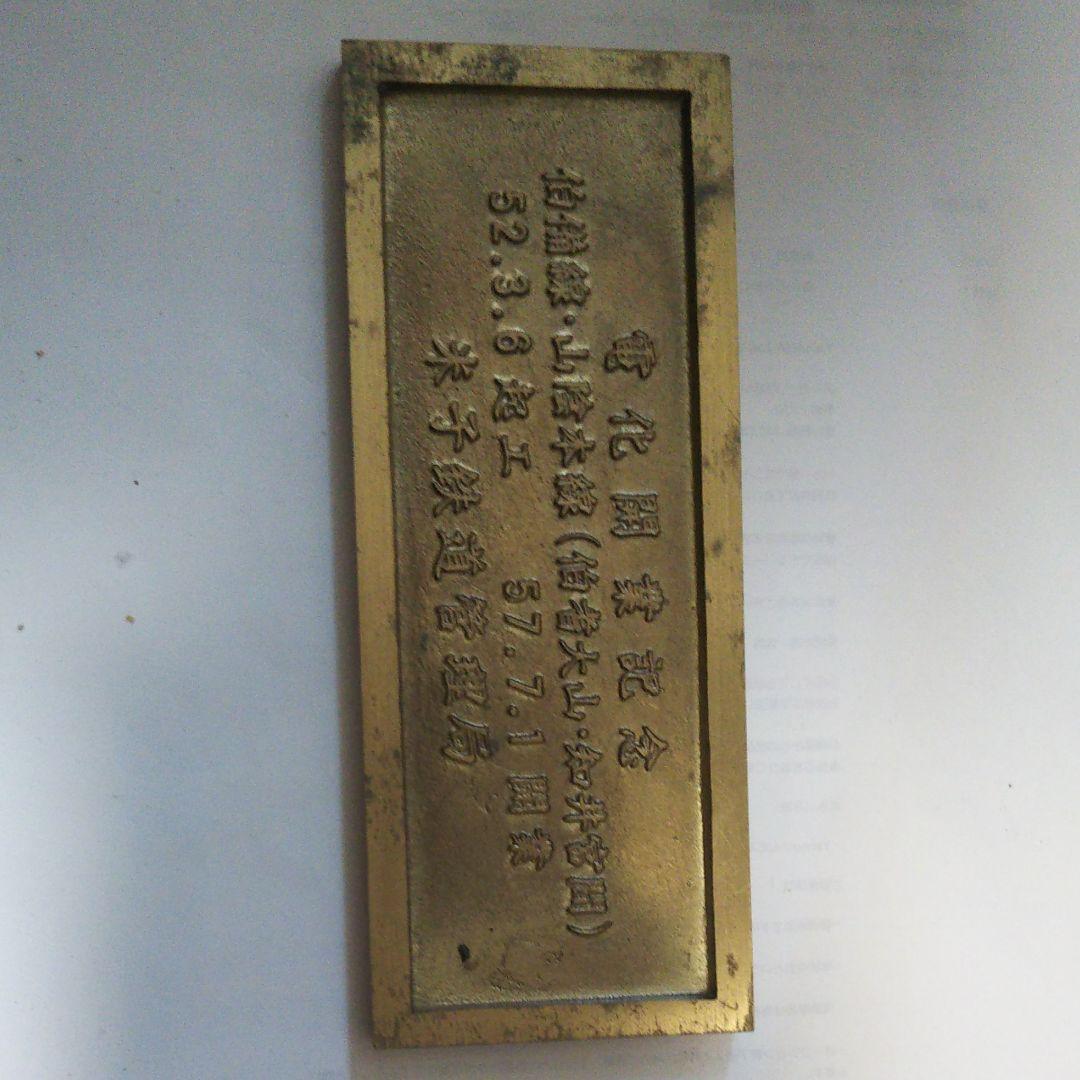 電化開業記念
伯備線・山陰本線(伯耆大山・知井宮間)
52.3.6起工 57.7.1開業
米子鉄道管理局